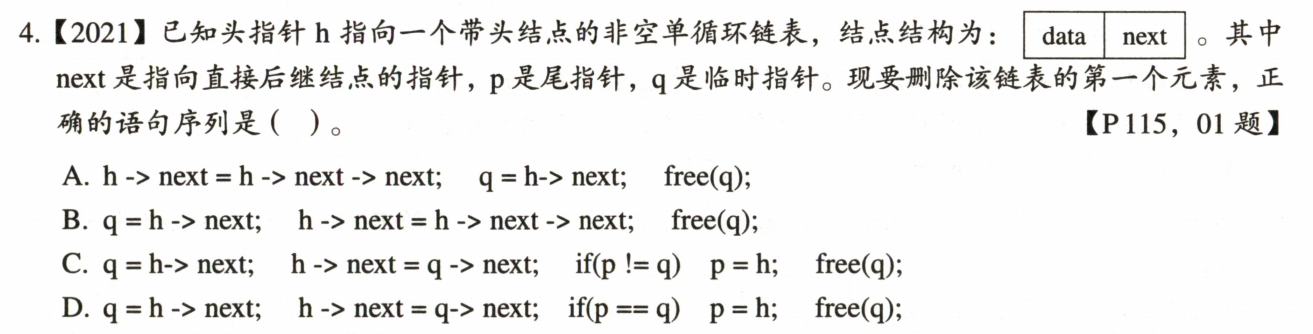 4.【2021】已知头指针 h 指向一个带头结点的非空单循环链表，结点结构为： data next 。其中
next 是指向直接后继结点的指针，p 是尾指针，q 是临时指针。现要删除该链表的第一个元素，正
确的语句序列是（ ）。 【P 115，01 题】
A. h -> next = h -> next -> next; q = h-> next; free(q);
B. q = h -> next; h -> next = h -> next -> next; free(q);
C. q = h-> next; h -> next = q -> next; if(p != q) p = h; free(q);
D. q = h -> next; h -> next = q-> next; if(p == q) p = h; free(q);